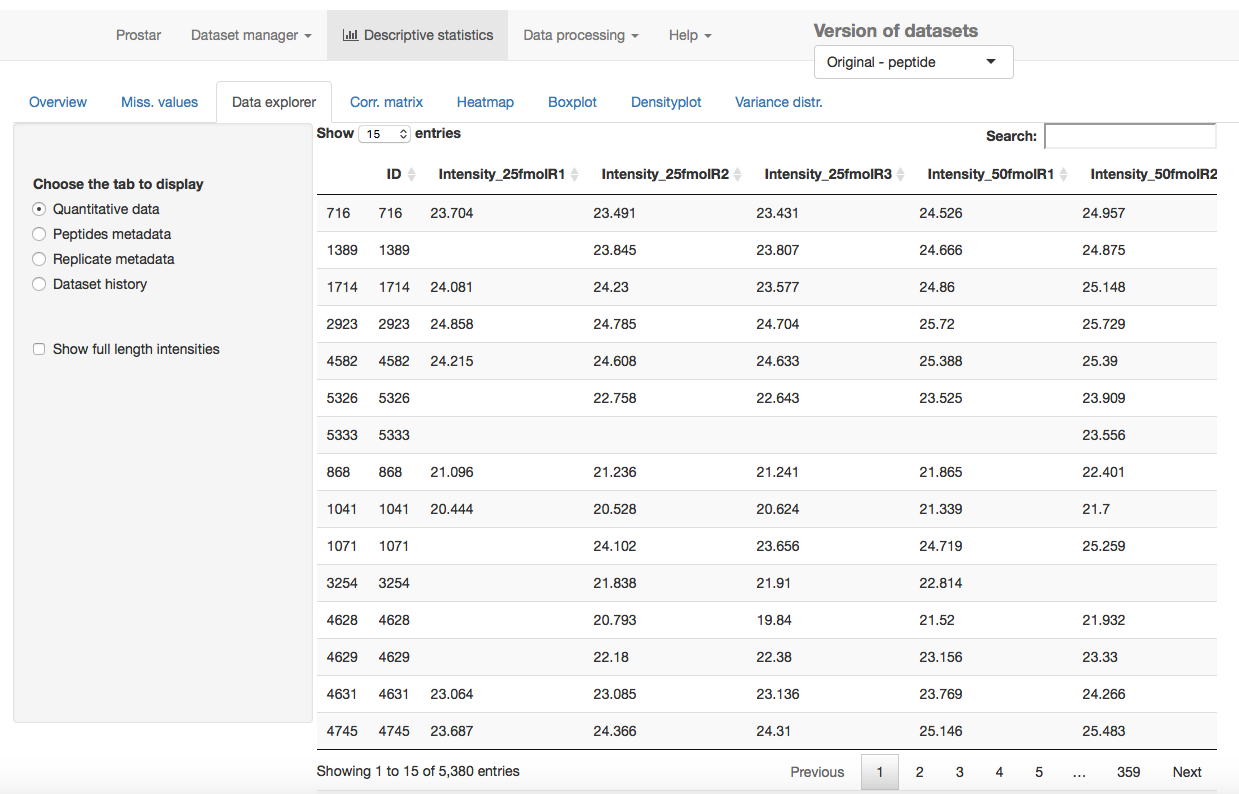 Prostar Dataset manager Descriptive statistics Data processing Help Version of datasets
Original - peptide
Overview Miss. values Data explorer Corr. matrix Heatmap Boxplot Densityplot Variance distr.
Show 15 entries Search:
Choose the tab to display
Quantitative data
Peptides metadata
Replicate metadata
Dataset history
Show full length intensities
ID Intensity_25fmolR1 Intensity_25fmolR2 Intensity_25fmolR3 Intensity_50fmolR1 Intensity_50fmolR2
716 716 23.704 23.491 23.431 24.526 24.957
1389 1389 23.845 23.807 24.666 24.875
1714 1714 24.081 24.23 23.577 24.86 25.148
2923 2923 24.858 24.785 24.704 25.72 25.729
4582 4582 24.215 24.608 24.633 25.388 25.39
5326 5326 22.758 22.643 23.525 23.909
5333 5333 23.556
868 868 21.096 21.236 21.241 21.865 22.401
1041 1041 20.444 20.528 20.624 21.339 21.7
1071 1071 24.102 23.656 24.719 25.259
3254 3254 21.838 21.91 22.814
4628 4628 20.793 19.84 21.52 21.932
4629 4629 22.18 22.38 23.156 23.33
4631 4631 23.064 23.085 23.136 23.769 24.266
4745 4745 23.687 24.366 24.31 25.146 25.483
Showing 1 to 15 of 5,380 entries Previous 1 2 3 4 5 … 359 Next